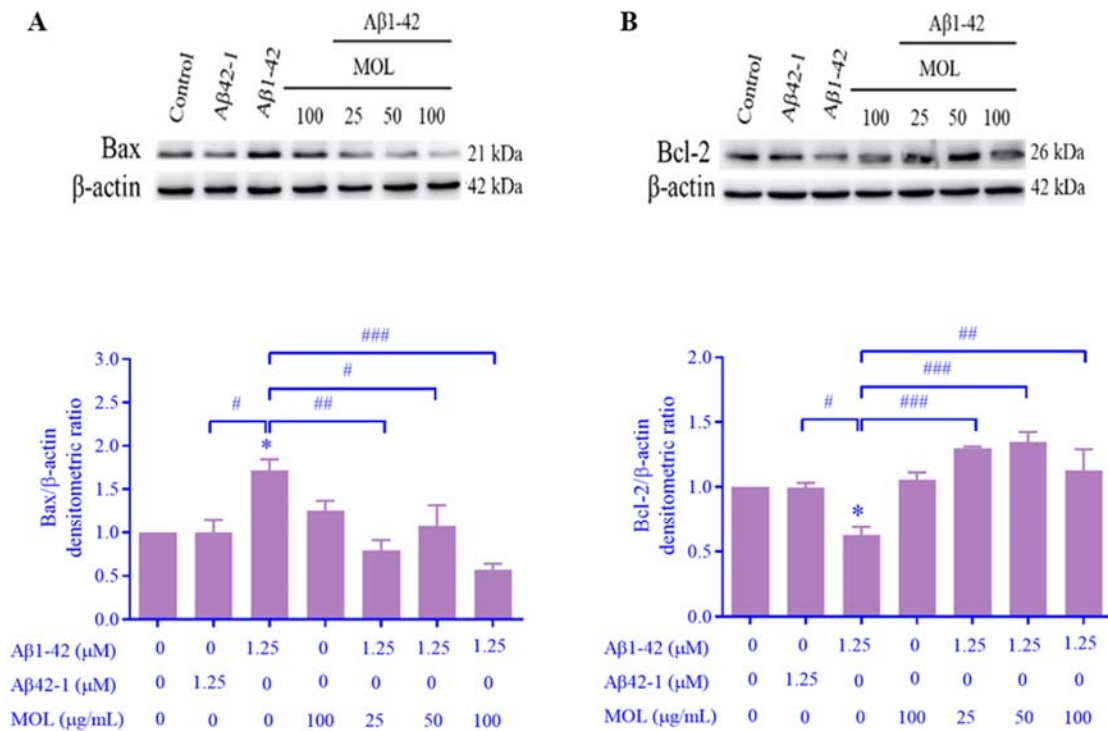 A
Aβ1-42
MOL
Control Aβ42-1 Aβ1-42 100 25 50 100
Bax 21 kDa
β-actin 42 kDa
B
Aβ1-42
MOL
Control Aβ42-1 Aβ1-42 100 25 50 100
Bcl-2 26 kDa
β-actin 42 kDa
###
#
# ##
*
3.0
2.5
2.0
1.5
1.0
0.5
0.0
Bax/β-actin
densitometric ratio
Aβ1-42 (μM) 0 0 1.25 0 1.25 1.25 1.25
Aβ42-1 (μM) 0 1.25 0 0 0 0 0
MOL (μg/mL) 0 0 0 100 25 50 100
##
###
# ###
*
2.0
1.5
1.0
0.5
0.0
Bcl-2/β-actin
densitometric ratio
Aβ1-42 (μM) 0 0 1.25 0 1.25 1.25 1.25
Aβ42-1 (μM) 0 1.25 0 0 0 0 0
MOL (μg/mL) 0 0 0 100 25 50 100